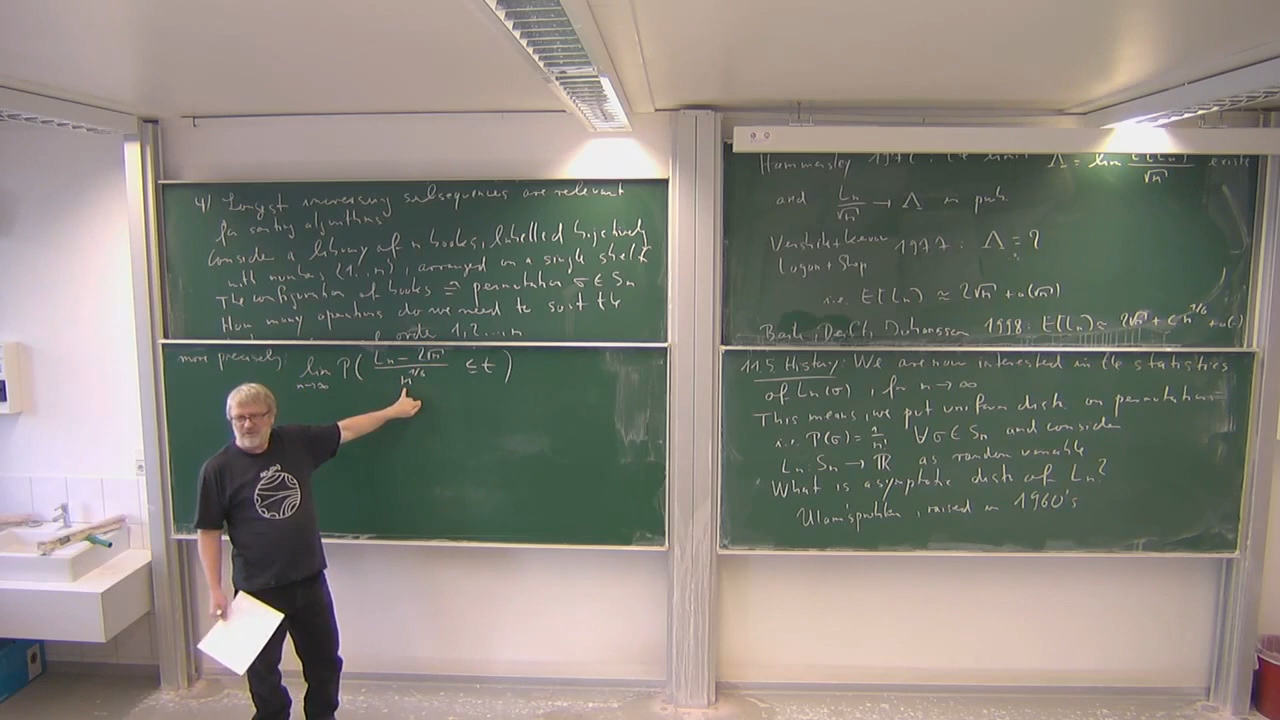 4) Longest increasing subsequences are relevant
for sorting algorithms
Consider a library of n books, labelled bijectively
with numbers {1...n}, arranged on a single shelf
The configuration of books ≙ permutation σ ∈ Sn
How many operations do we need to sort the
order 1,2,...,n
more precisely: lim n→∞ P( (Ln − 2√n) / n^1/6 ≤ t )
Hammersley 197 : the limit Λ = lim E[Ln] / √n exists
and Ln/√n → Λ in prob.
1977 : Λ = 2
Logan + Shep
i.e. E[Ln] ≈ 2√n + o(√n)
Deift, Johansson 1998: E[Ln] = 2√n + c n^1/6 + o( )
11.5 History: We are now interested in the statistics
of Ln(σ), for n → ∞
This means, we put uniform distr. on permutations
i.e. P(σ) = 1/n! ∀ σ ∈ Sn and consider
Ln: Sn → ℝ as random variable
What is asymptotic distr. of Ln?
Ulam's problem, raised in 1960's